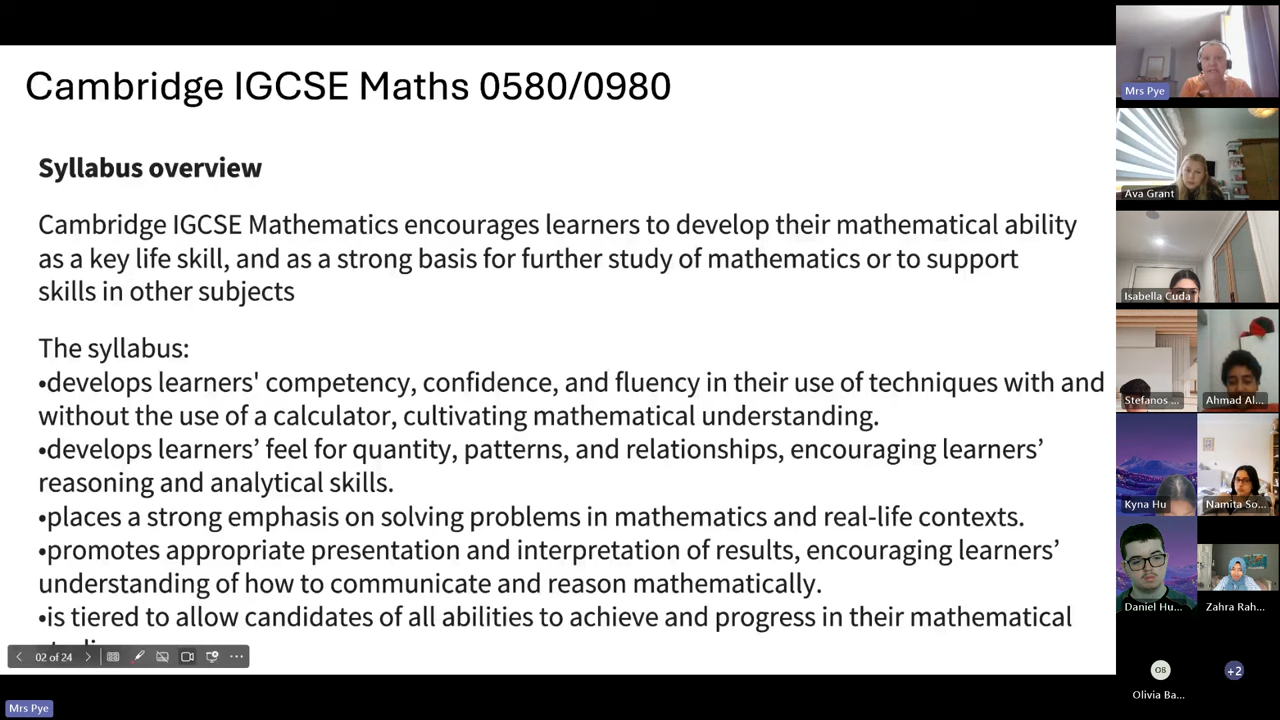 Cambridge IGCSE Maths 0580/0980
Syllabus overview
Cambridge IGCSE Mathematics encourages learners to develop their mathematical ability
as a key life skill, and as a strong basis for further study of mathematics or to support
skills in other subjects
The syllabus:
•develops learners' competency, confidence, and fluency in their use of techniques with and
without the use of a calculator, cultivating mathematical understanding.
•develops learners’ feel for quantity, patterns, and relationships, encouraging learners’
reasoning and analytical skills.
•places a strong emphasis on solving problems in mathematics and real-life contexts.
•promotes appropriate presentation and interpretation of results, encouraging learners’
understanding of how to communicate and reason mathematically.
•is tiered to allow candidates of all abilities to achieve and progress in their mathematical
02 of 24
Mrs Pye
Mrs Pye
Ava Grant
Isabella Cuda
Stefanos ...
Ahmad Al...
Kyna Hu
Namita So...
Daniel Hu...
Zahra Rah...
OB
+2
Olivia Ba...